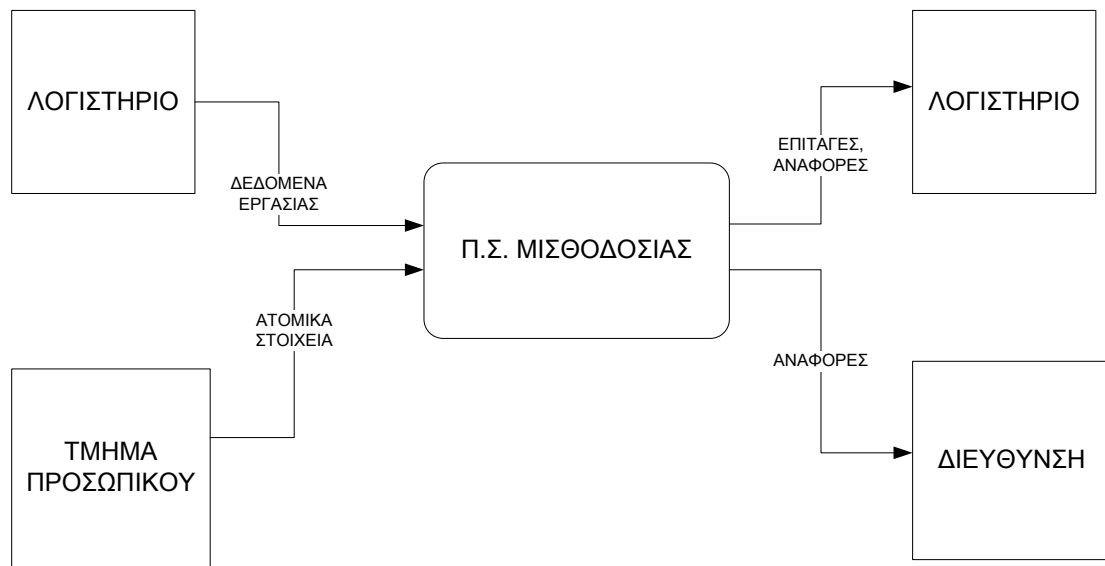 ΛΟΓΙΣΤΗΡΙΟ
ΔΕΔΟΜΕΝΑ
ΕΡΓΑΣΙΑΣ
ΑΤΟΜΙΚΑ
ΣΤΟΙΧΕΙΑ
ΤΜΗΜΑ
ΠΡΟΣΩΠΙΚΟΥ
Π.Σ. ΜΙΣΘΟΔΟΣΙΑΣ
ΕΠΙΤΑΓΕΣ,
ΑΝΑΦΟΡΕΣ
ΛΟΓΙΣΤΗΡΙΟ
ΑΝΑΦΟΡΕΣ
ΔΙΕΥΘΥΝΣΗ